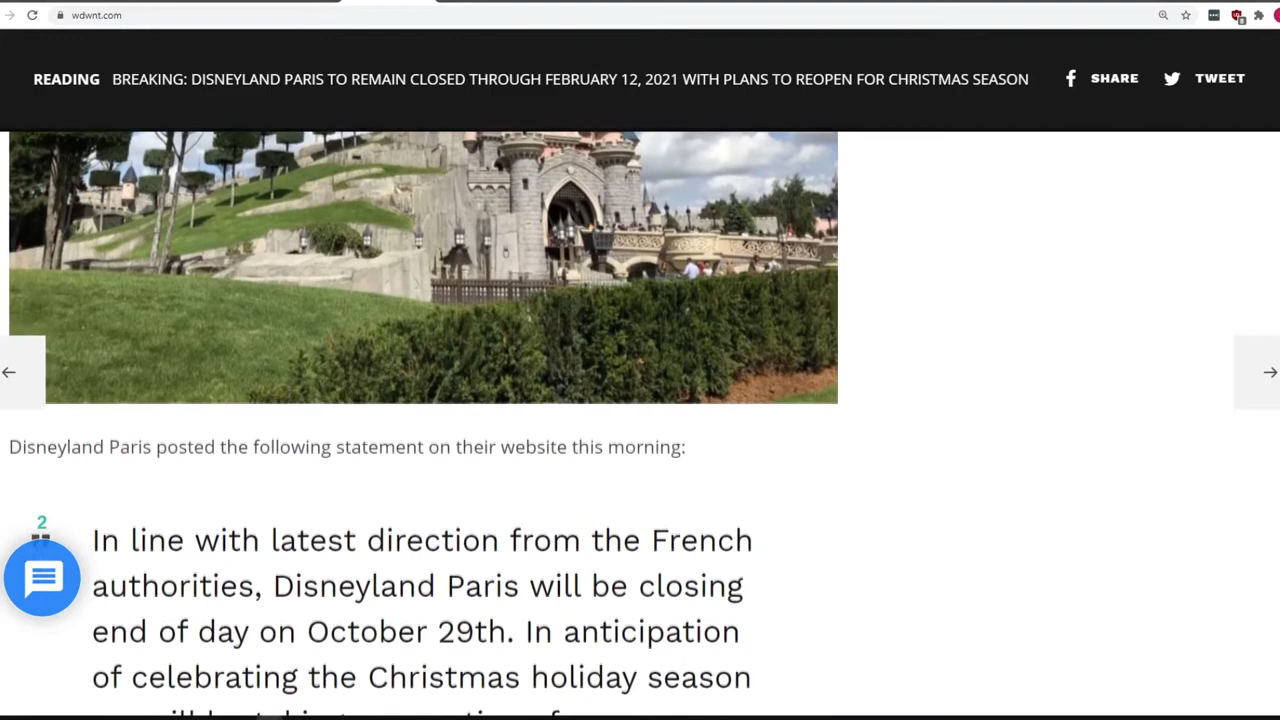 wdwnt.com
READING BREAKING: DISNEYLAND PARIS TO REMAIN CLOSED THROUGH FEBRUARY 12, 2021 WITH PLANS TO REOPEN FOR CHRISTMAS SEASON SHARE TWEET
Disneyland Paris posted the following statement on their website this morning:
2
In line with latest direction from the French
authorities, Disneyland Paris will be closing
end of day on October 29th. In anticipation
of celebrating the Christmas holiday season